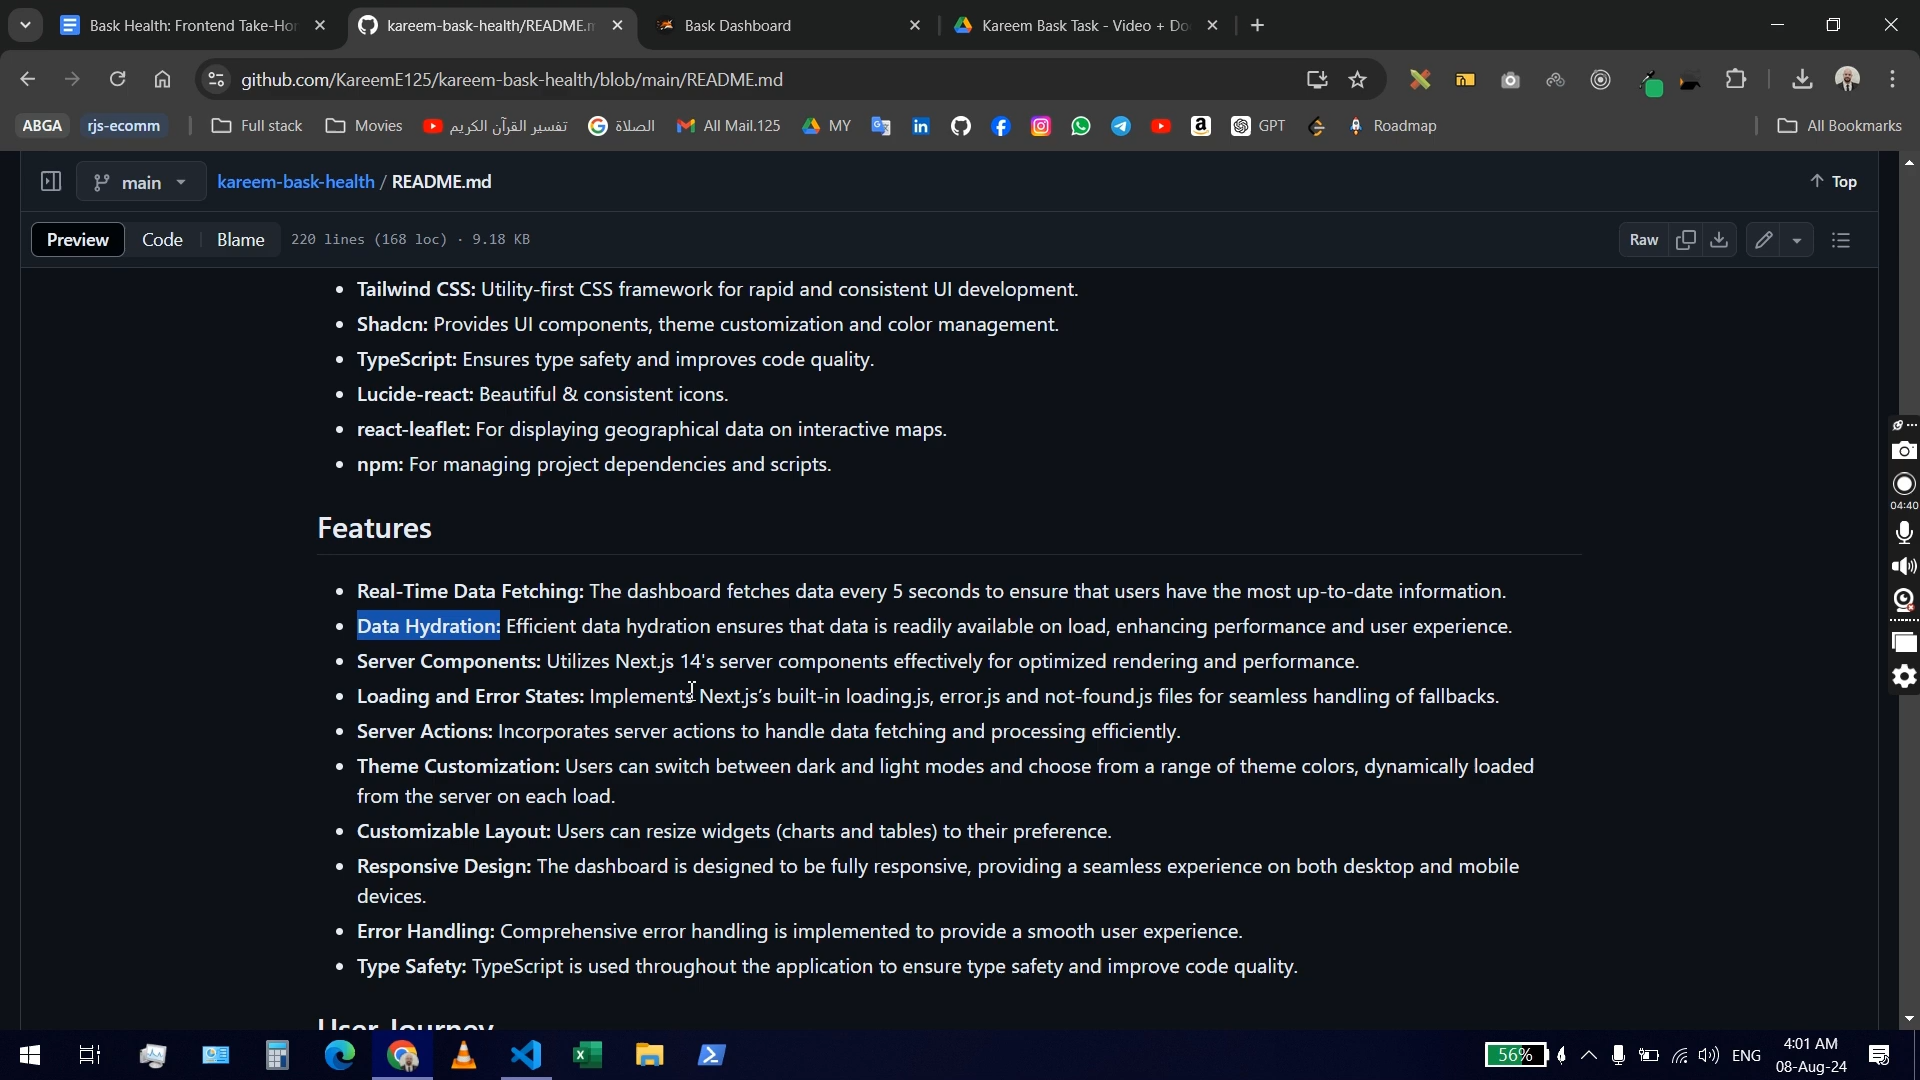 Bask Health: Frontend Take-Hor
kareem-bask-health/README.m
Bask Dashboard
Kareem Bask Task - Video + Do
github.com/KareemE125/kareem-bask-health/blob/main/README.md
ABGA
rjs-ecomm
Full stack
Movies
تفسير القرآن الكريم
الصلاة
All Mail.125
MY
GPT
Roadmap
All Bookmarks
main
kareem-bask-health / README.md
Top
Preview
Code
Blame
220 lines (168 loc) · 9.18 KB
Raw
• Tailwind CSS: Utility-first CSS framework for rapid and consistent UI development.
• Shadcn: Provides UI components, theme customization and color management.
• TypeScript: Ensures type safety and improves code quality.
• Lucide-react: Beautiful & consistent icons.
• react-leaflet: For displaying geographical data on interactive maps.
• npm: For managing project dependencies and scripts.
04:40
Features
• Real-Time Data Fetching: The dashboard fetches data every 5 seconds to ensure that users have the most up-to-date information.
• Data Hydration: Efficient data hydration ensures that data is readily available on load, enhancing performance and user experience.
• Server Components: Utilizes Next.js 14's server components effectively for optimized rendering and performance.
• Loading and Error States: Implements Next.js’s built-in loading.js, error.js and not-found.js files for seamless handling of fallbacks.
• Server Actions: Incorporates server actions to handle data fetching and processing efficiently.
• Theme Customization: Users can switch between dark and light modes and choose from a range of theme colors, dynamically loaded
from the server on each load.
• Customizable Layout: Users can resize widgets (charts and tables) to their preference.
• Responsive Design: The dashboard is designed to be fully responsive, providing a seamless experience on both desktop and mobile
devices.
• Error Handling: Comprehensive error handling is implemented to provide a smooth user experience.
• Type Safety: TypeScript is used throughout the application to ensure type safety and improve code quality.
User Journey
56%
ENG
4:01 AM
08-Aug-24